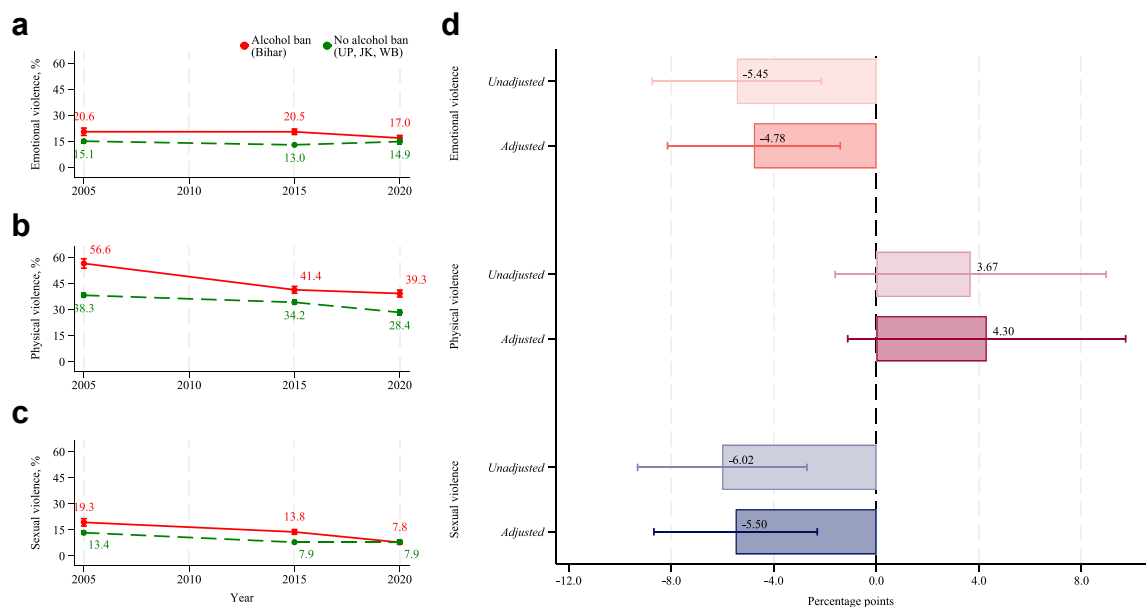 a
Alcohol ban
(Bihar)
No alcohol ban
(UP, JK, WB)
Emotional violence, %
60
45
30
15
0
20.6
20.5
17.0
15.1
13.0
14.9
2005
2010
2015
2020
b
Physical violence, %
60
45
30
15
0
56.6
41.4
39.3
38.3
34.2
28.4
2005
2010
2015
2020
c
Sexual violence, %
60
45
30
15
0
19.3
13.8
7.8
13.4
7.9
7.9
2005
2010
2015
2020
Year
d
Emotional violence
Unadjusted
-5.45
Adjusted
-4.78
Physical violence
Unadjusted
3.67
Adjusted
4.30
Sexual violence
Unadjusted
-6.02
Adjusted
-5.50
-12.0
-8.0
-4.0
0.0
4.0
8.0
Percentage points